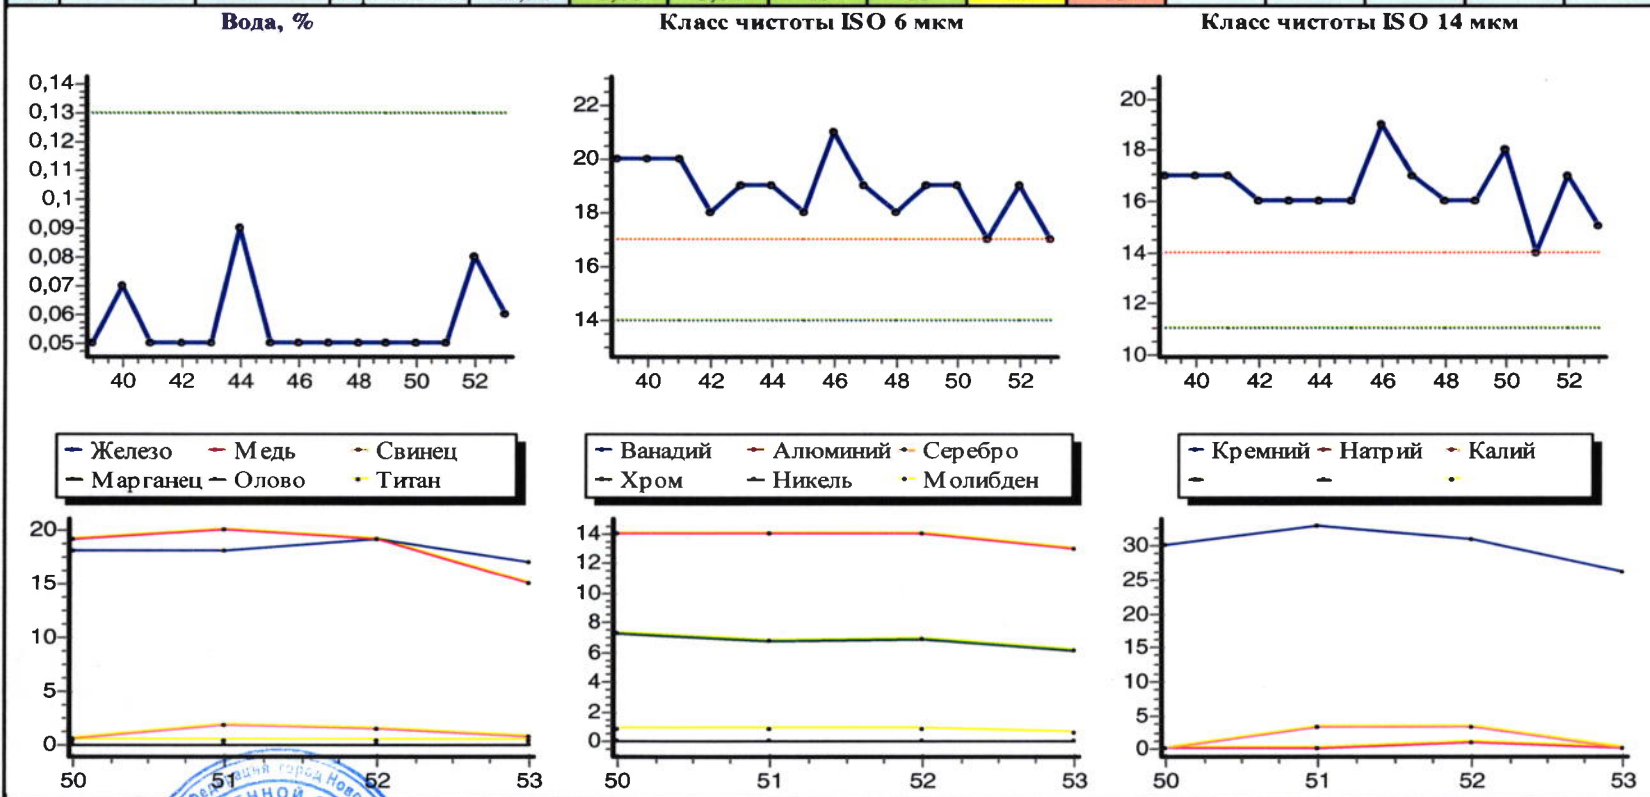 Вода, %
Класс чистоты ISO 6 мкм
Класс чистоты ISO 14 мкм
0,14
0,13
0,12
0,11
0,1
0,09
0,08
0,07
0,06
0,05
40 42 44 46 48 50 52
22
20
18
16
14
40 42 44 46 48 50 52
20
18
16
14
12
10
40 42 44 46 48 50 52
Железо Медь Свинец
Марганец Олово Титан
Ванадий Алюминий Серебро
Хром Никель Молибден
Кремний Натрий Калий
20
15
10
5
0
50 51 52 53
14
12
10
8
6
4
2
0
50 51 52 53
30
25
20
15
10
5
0
50 51 52 53
город